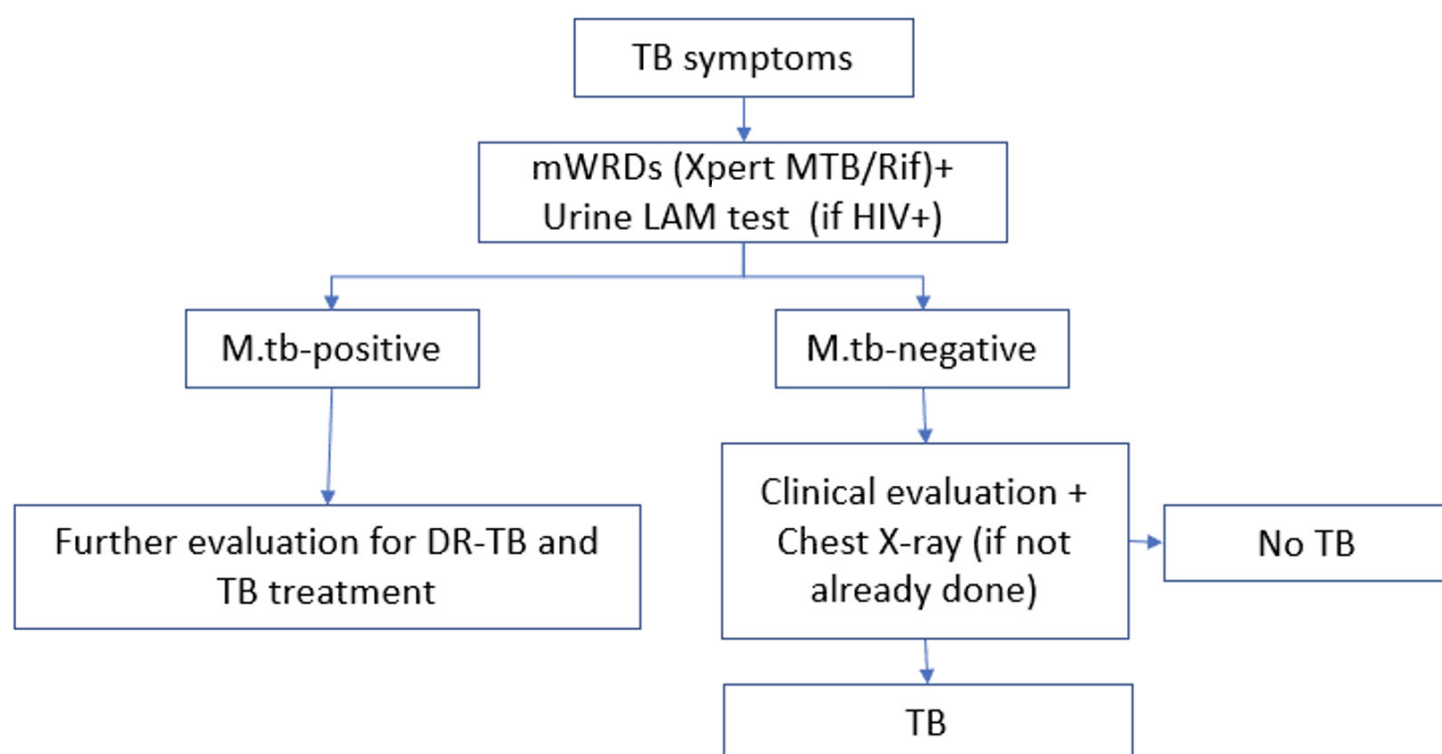 TB symptoms
mWRDs (Xpert MTB/Rif)+
Urine LAM test  (if HIV+)
M.tb-positive
M.tb-negative
Further evaluation for DR-TB and
TB treatment
Clinical evaluation +
Chest X-ray (if not
already done)
No TB
TB